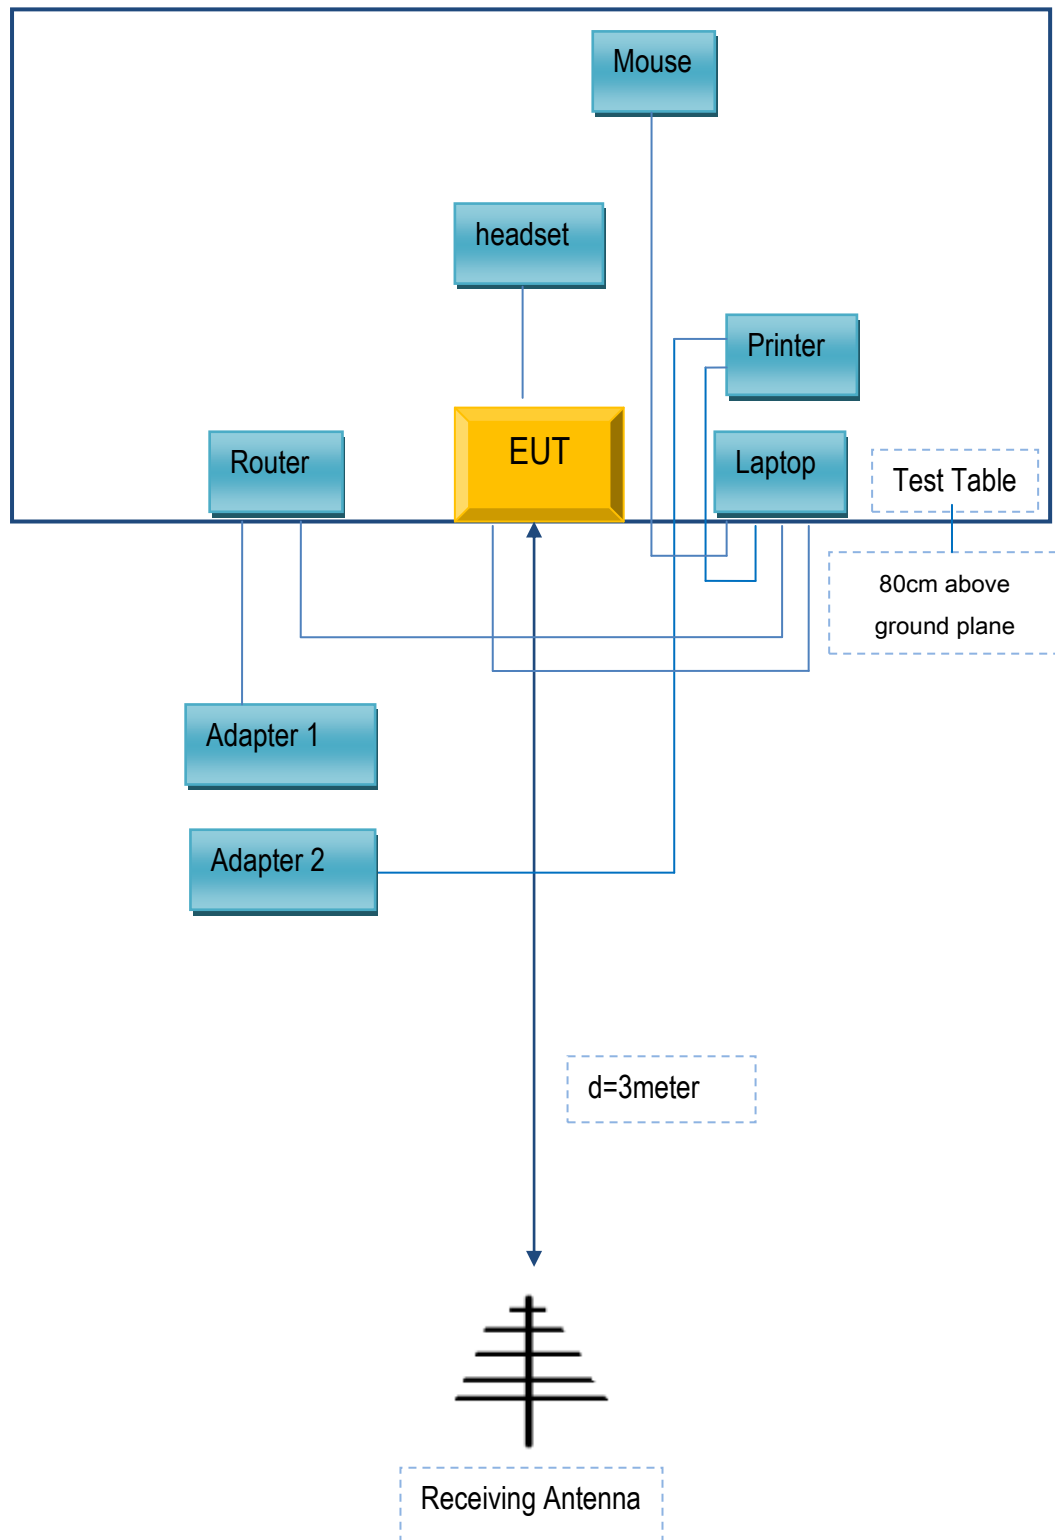 Mouse
headset
Printer
Router
EUT
Laptop
Test Table
80cm above
ground plane
Adapter 1
Adapter 2
d=3meter
Receiving Antenna